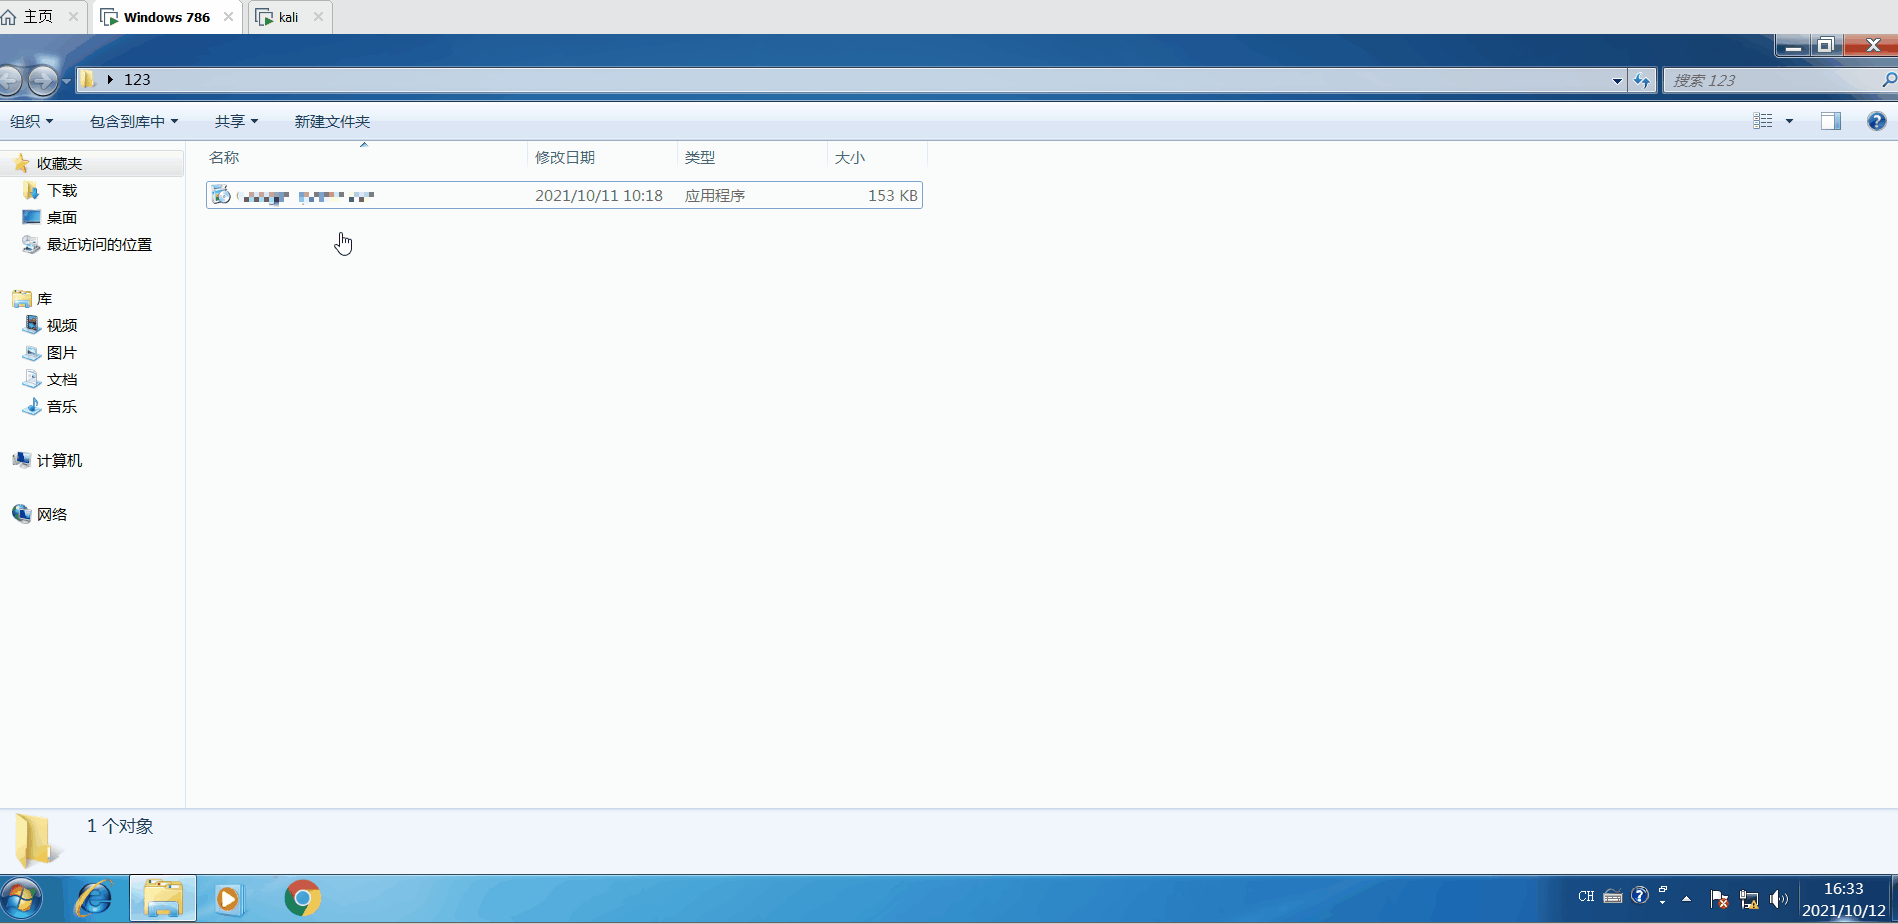 主页 Windows 786 kali
123 搜索 123
组织 包含到库中 共享 新建文件夹
名称 修改日期 类型 大小
收藏夹
2021/10/11 10:18 应用程序 153 KB
下载
桌面
最近访问的位置
库
视频
图片
文档
音乐
计算机
网络
1 个对象
CH 16:33
2021/10/12